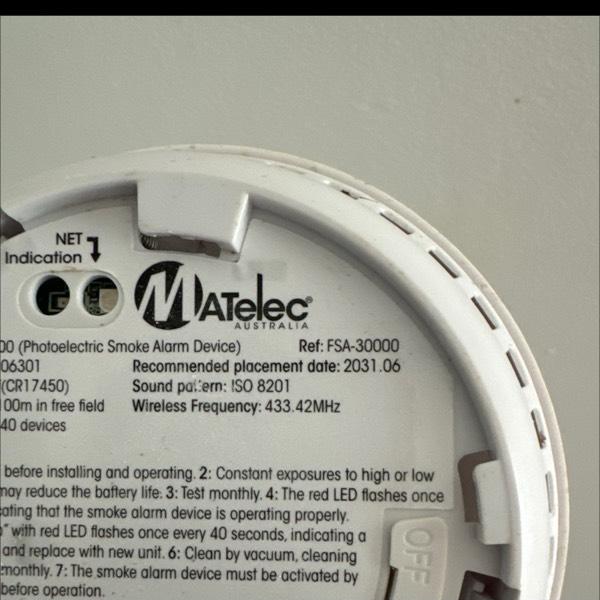 NET
Indication
MATelec®
AUSTRALIA
00 (Photoelectric Smoke Alarm Device) Ref: FSA-30000
06301 Recommended placement date: 2031.06
(CR17450) Sound pattern: ISO 8201
00m in free field Wireless Frequency: 433.42MHz
40 devices
before installing and operating. 2: Constant exposures to high or low
may reduce the battery life. 3: Test monthly. 4: The red LED flashes once
ating that the smoke alarm device is operating properly.
" with red LED flashes once every 40 seconds, indicating a
and replace with new unit. 6: Clean by vacuum, cleaning
monthly. 7: The smoke alarm device must be activated by
before operation.
OFF